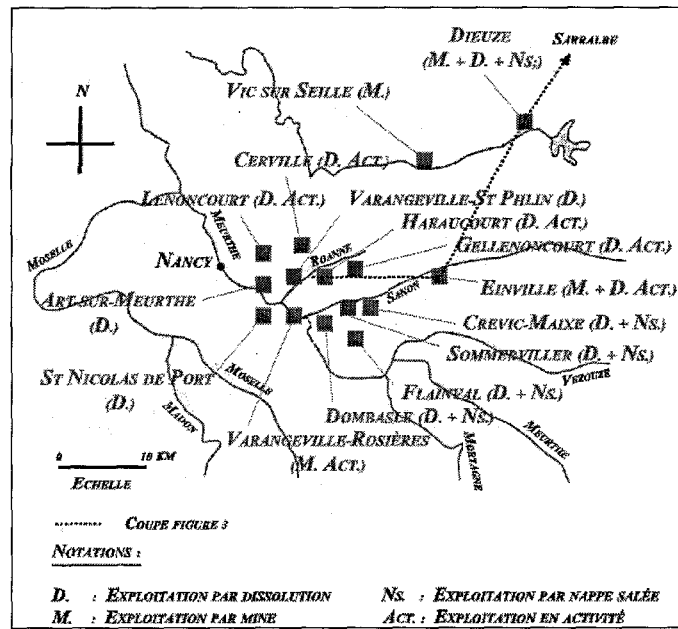 DIEUZE
(M. + D. + NS.)
SARRALBE
VIC SUR SEILLE (M.)
N
CERVILLE (D. ACT.)
LENONCOURT (D. ACT.)
VARANGEVILLE-ST PHLIN (D.)
HARAUCOURT (D. ACT.)
GELLENONCOURT (D. ACT.)
MEURTHE
ROANNE
MOSELLE
NANCY
SANON
EINVILLE (M. + D. ACT.)
ART-SUR-MEURTHE
(D.)
CREVIC-MAIXE (D. + NS.)
SOMMERVILLER (D. + NS.)
ST NICOLAS DE PORT
(D.)
MOSELLE
VEZOUZE
FLAINVAL (D. + NS.)
MADON
DOMBASLE (D. + NS.)
MEURTHE
VARANGEVILLE-ROSIÈRES
(M. ACT.)
MORTAGNE
0 10 KM
ECHELLE
COUPE FIGURE 3
NOTATIONS :
D. : EXPLOITATION PAR DISSOLUTION
NS. : EXPLOITATION PAR NAPPE SALÉE
M. : EXPLOITATION PAR MINE
ACT. : EXPLOITATION EN ACTIVITÉ